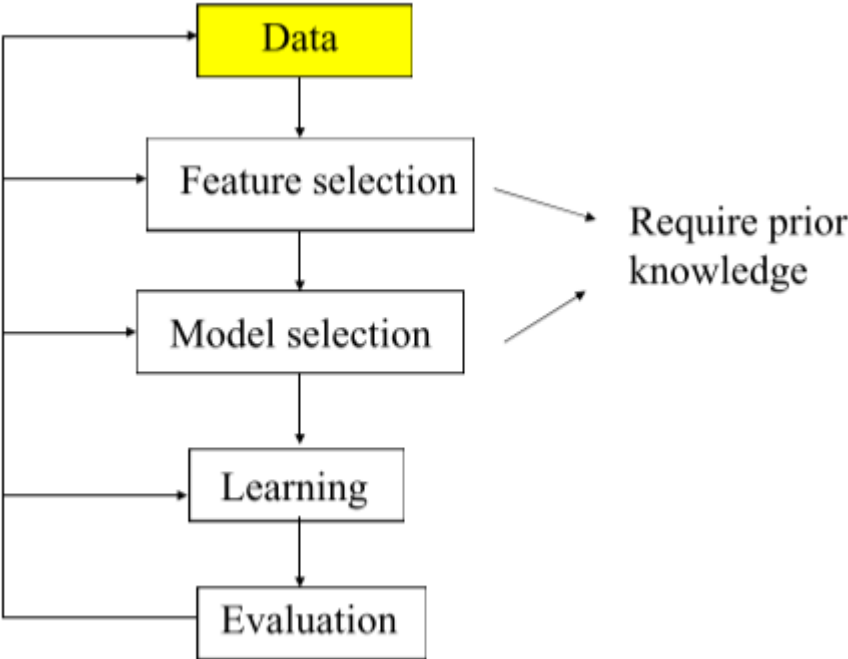 Data
Feature selection
Require prior
knowledge
Model selection
Learning
Evaluation